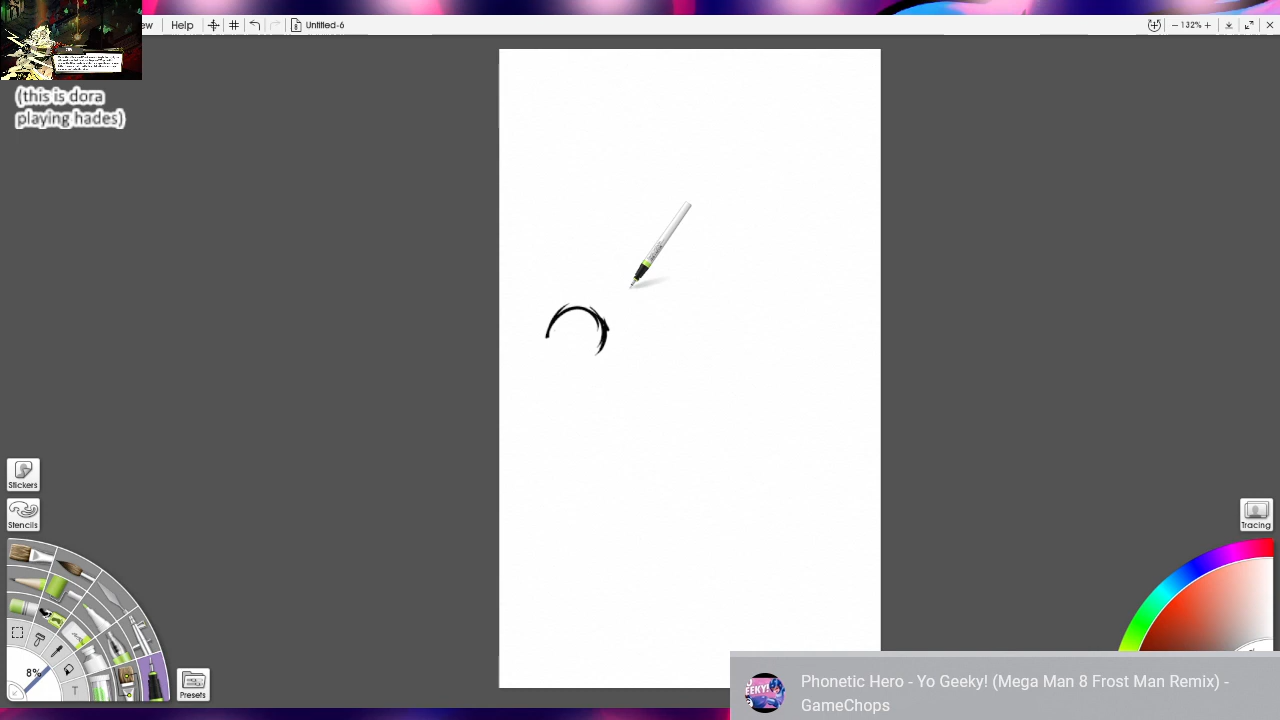 ew Help Untitled-6 132%
(this is dora
playing hades)
Stickers
Stencils
Tracing
8%
T
Presets
EEKY!
Phonetic Hero - Yo Geeky! (Mega Man 8 Frost Man Remix) -
GameChops